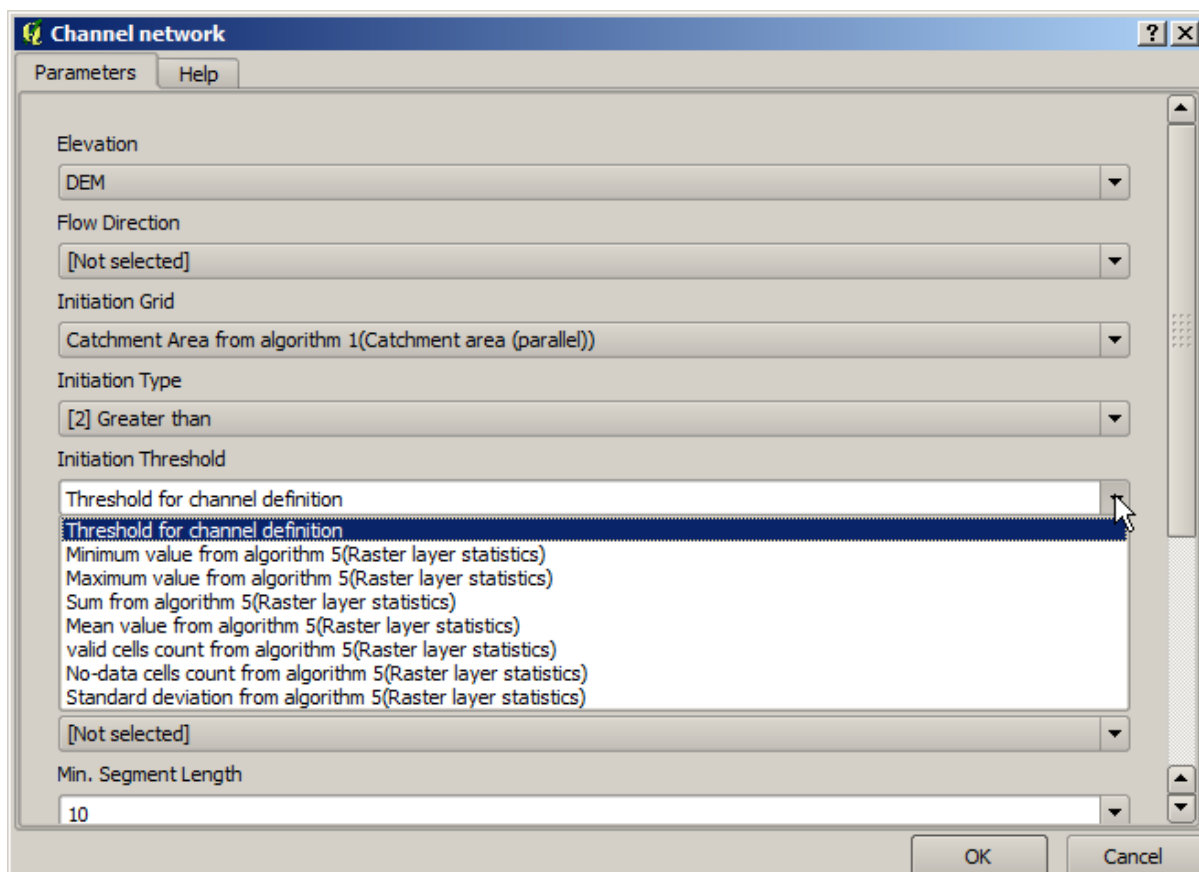 Channel network
Parameters
Help
Elevation
DEM
Flow Direction
[Not selected]
Initiation Grid
Catchment Area from algorithm 1(Catchment area (parallel))
Initiation Type
[2] Greater than
Initiation Threshold
Threshold for channel definition
Threshold for channel definition
Minimum value from algorithm 5(Raster layer statistics)
Maximum value from algorithm 5(Raster layer statistics)
Sum from algorithm 5(Raster layer statistics)
Mean value from algorithm 5(Raster layer statistics)
valid cells count from algorithm 5(Raster layer statistics)
No-data cells count from algorithm 5(Raster layer statistics)
Standard deviation from algorithm 5(Raster layer statistics)
[Not selected]
Min. Segment Length
10
OK
Cancel